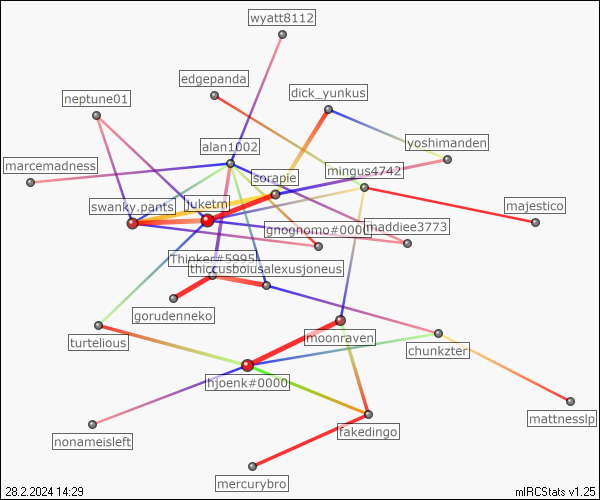 wyatt8112
edgepanda
dick_yunkus
neptune01
yoshimanden
alan1002
marcemadness
mingus4742
sorapie
swanky.pants
juketm
majestico
gnoghomo#0000
maddiee3773
Thinker#5995
thiccusboiusalexusjoneus
gorudenneko
moonraven
turtelious
chunkzter
hjoenk#0000
mattnesslp
fakedingo
nonameisleft
mercurybro
28.2.2024 14:29
mIRCStats v1.25